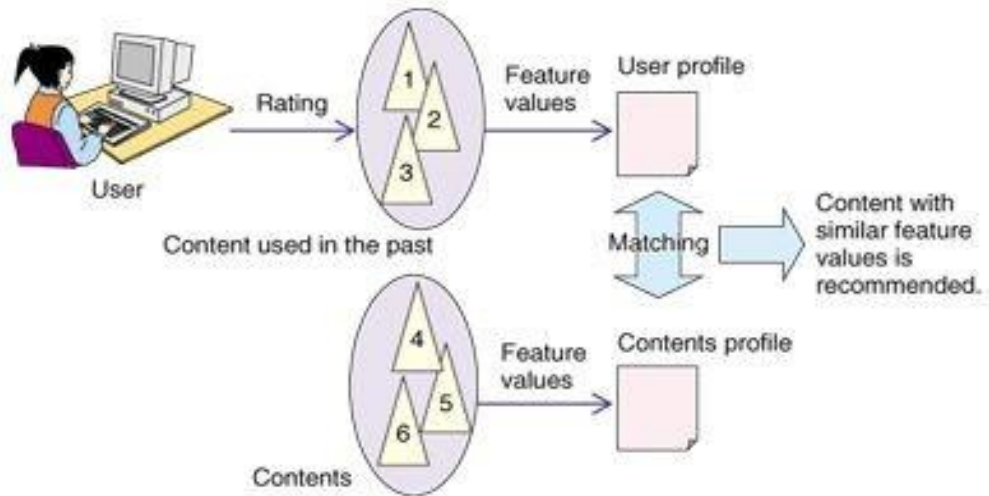 User
Rating
1
2
3
Content used in the past
Feature
values
User profile
Matching
Content with
similar feature
values is
recommended.
4
5
6
Contents
Feature
values
Contents profile